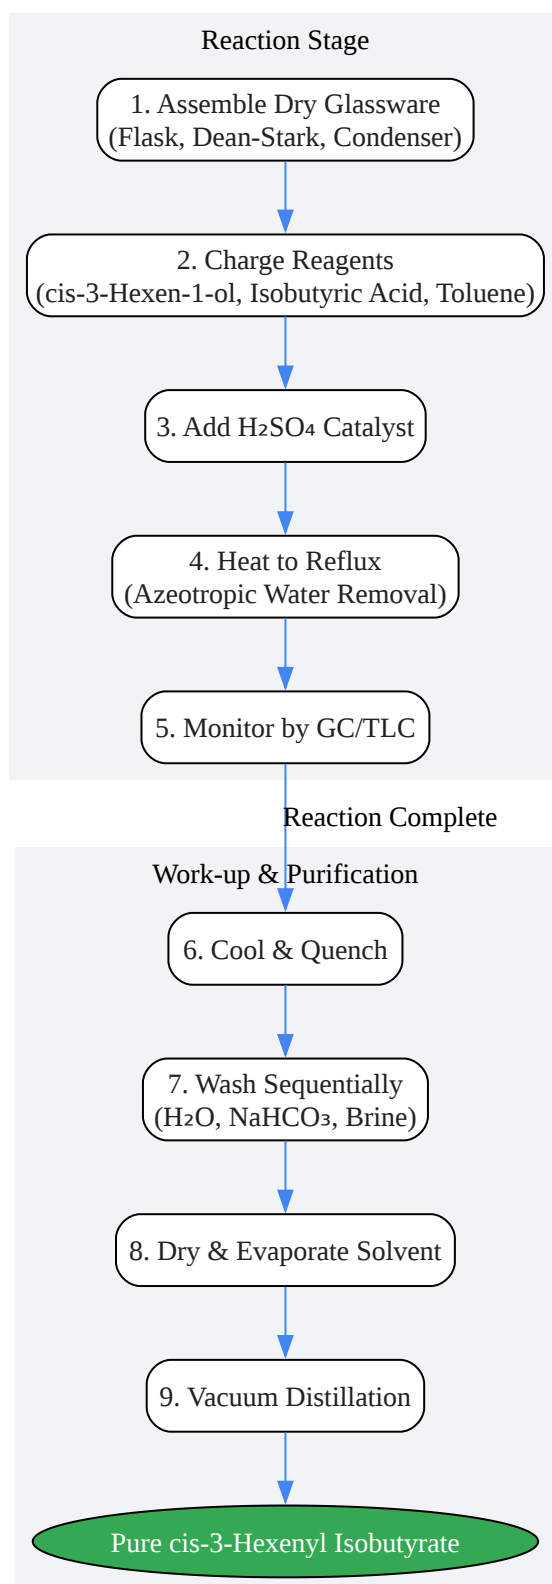 Reaction Stage
1. Assemble Dry Glassware
(Flask, Dean-Stark, Condenser)
2. Charge Reagents
(cis-3-Hexen-1-ol, Isobutyric Acid, Toluene)
3. Add H₂SO₄ Catalyst
4. Heat to Reflux
(Azeotropic Water Removal)
5. Monitor by GC/TLC
Reaction Complete
Work-up & Purification
6. Cool & Quench
7. Wash Sequentially
(H₂O, NaHCO₃, Brine)
8. Dry & Evaporate Solvent
9. Vacuum Distillation
Pure cis-3-Hexenyl Isobutyrate